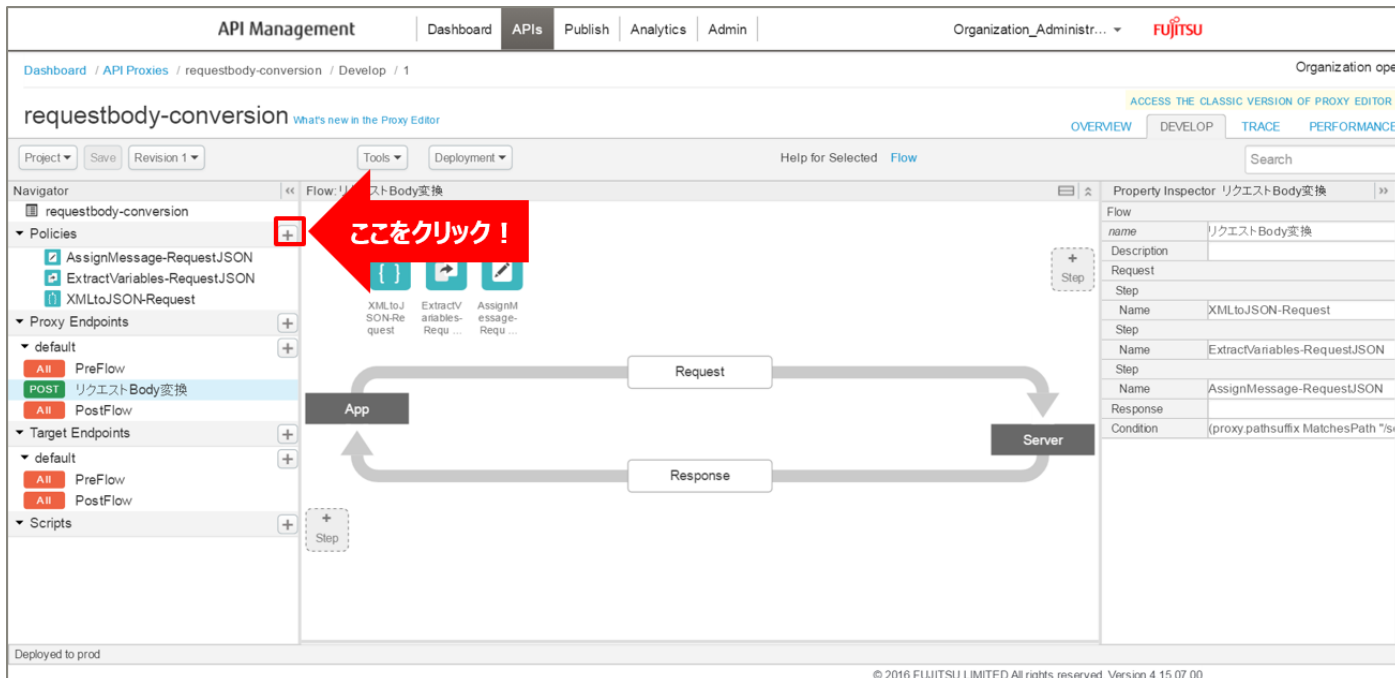 API Management Dashboard APIs Publish Analytics Admin Organization_Administr... FUJITSU
Dashboard / API Proxies / requestbody-conversion / Develop / 1 Organization ope
ACCESS THE CLASSIC VERSION OF PROXY EDITOR
requestbody-conversion What's new in the Proxy Editor
OVERVIEW DEVELOP TRACE PERFORMANCE
Project Save Revision 1 Tools Deployment Help for Selected Flow Search
Navigator
requestbody-conversion
Policies
AssignMessage-RequestJSON
ExtractVariables-RequestJSON
XMLtoJSON-Request
Proxy Endpoints
default
All PreFlow
POST リクエストBody変換
All PostFlow
Target Endpoints
default
All PreFlow
All PostFlow
Scripts
Flow: リクエストBody変換
ここをクリック！
+
Step
XMLtoJ
SON-Re
quest
ExtractV
ariables-
Requ ...
AssignM
essage-
Requ ...
Request
App
Server
Response
+
Step
Property Inspector リクエストBody変換
Flow
name リクエストBody変換
Description
Request
Step
Name XMLtoJSON-Request
Step
Name ExtractVariables-RequestJSON
Step
Name AssignMessage-RequestJSON
Response
Condition (proxy.pathsuffix MatchesPath "/s
Deployed to prod
© 2016 FUJITSU LIMITED All rights reserved. Version 4.15.07.00